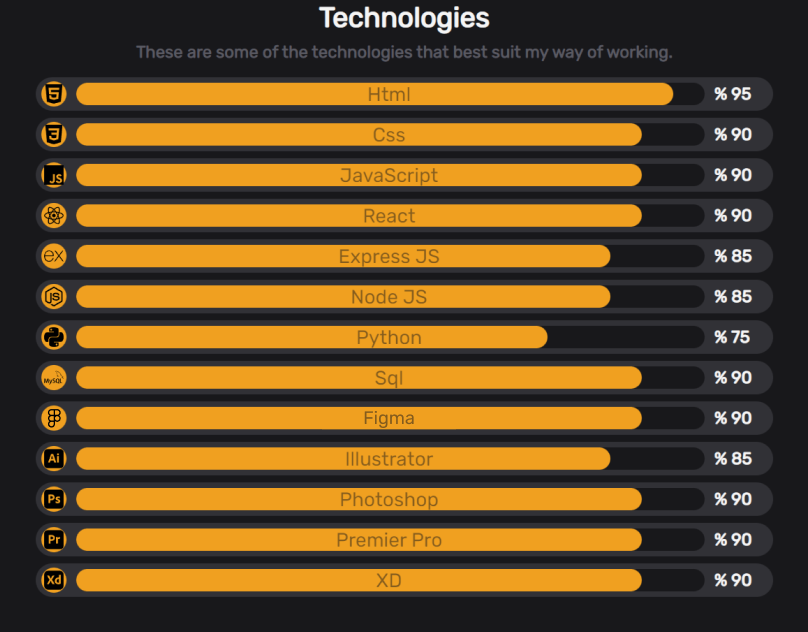 Technologies
These are some of the technologies that best suit my way of working.
Html % 95
Css % 90
JS JavaScript % 90
React % 90
ex Express JS % 85
JS Node JS % 85
Python % 75
MySQL Sql % 90
Figma % 90
Ai Illustrator % 85
Ps Photoshop % 90
Pr Premier Pro % 90
Xd XD % 90